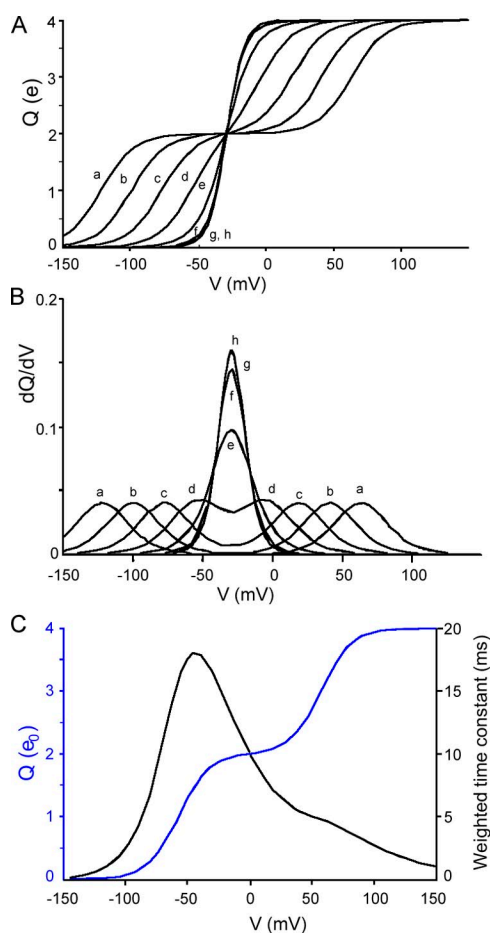 A
Q (e)
4
3
2
1
0
a
b
c
d
e
f
g, h
-150
-100
-50
0
50
100
V (mV)
B
dQ/dV
0.2
0.1
0
h
g
f
e
a
b
c
d
d
c
b
a
-150
-100
-50
0
50
100
V (mV)
C
Q (e0)
4
3
2
1
0
20
15
10
5
0
Weighted time constant (ms)
-150
-100
-50
0
50
100
150
V (mV)